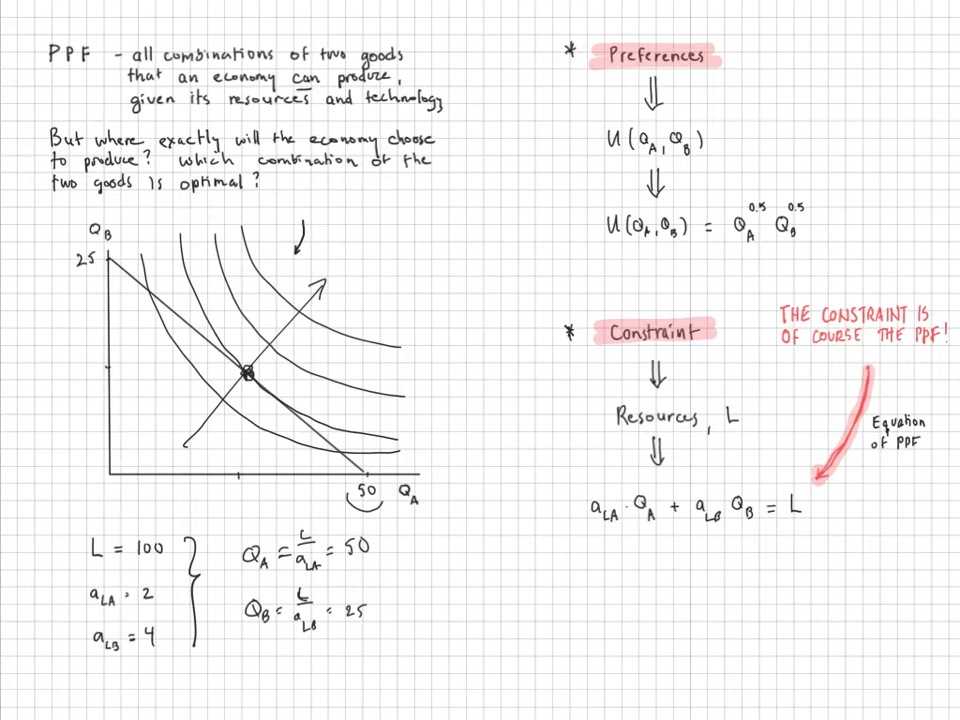 PPF - all combinations of two goods
that an economy can produce,
given its resources and technology
But where exactly will the economy choose
to produce? Which combination of the
two goods is optimal?
Q_B
25
50 Q_A
L = 100
a_LA = 2
a_LB = 4
Q_A = L/a_LA = 50
Q_B = L/a_LB = 25
* Preferences
U(Q_A, Q_B)
U(Q_A, Q_B) = Q_A^0.5 Q_B^0.5
THE CONSTRAINT IS
OF COURSE THE PPF!
* Constraint
Resources, L
Equation
of PPF
a_LA · Q_A + a_LB Q_B = L